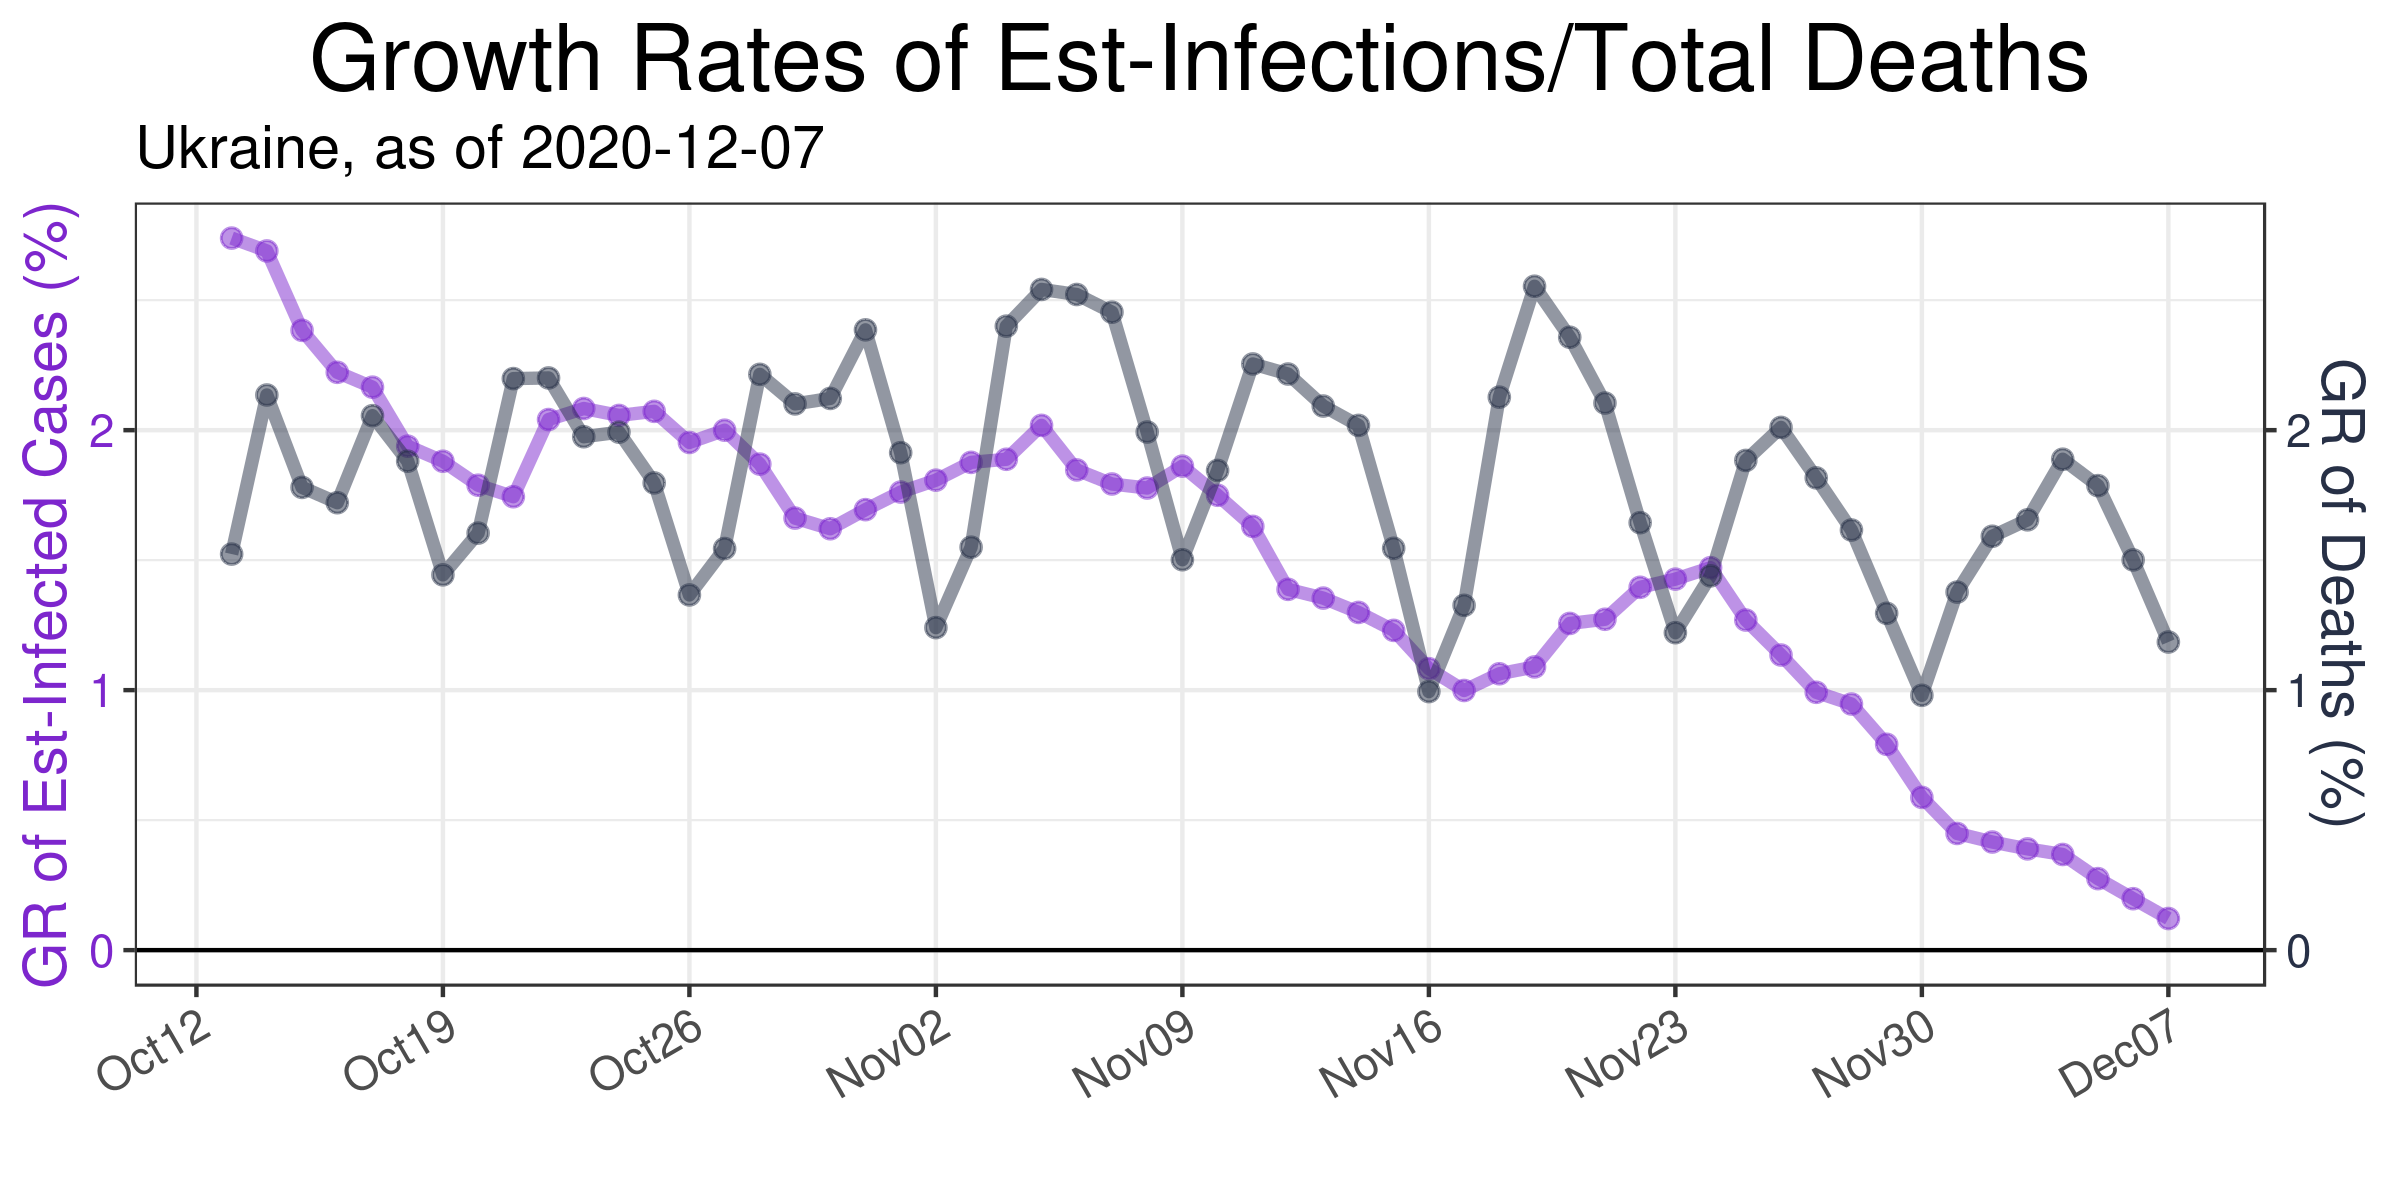 Growth Rates of Est-Infections/Total Deaths
Ukraine, as of 2020-12-07
GR of Est-Infected Cases (%)
2
1
0
2
1
0
GR of Deaths (%)
Oct12
Oct19
Oct26
Nov02
Nov09
Nov16
Nov23
Nov30
Dec07